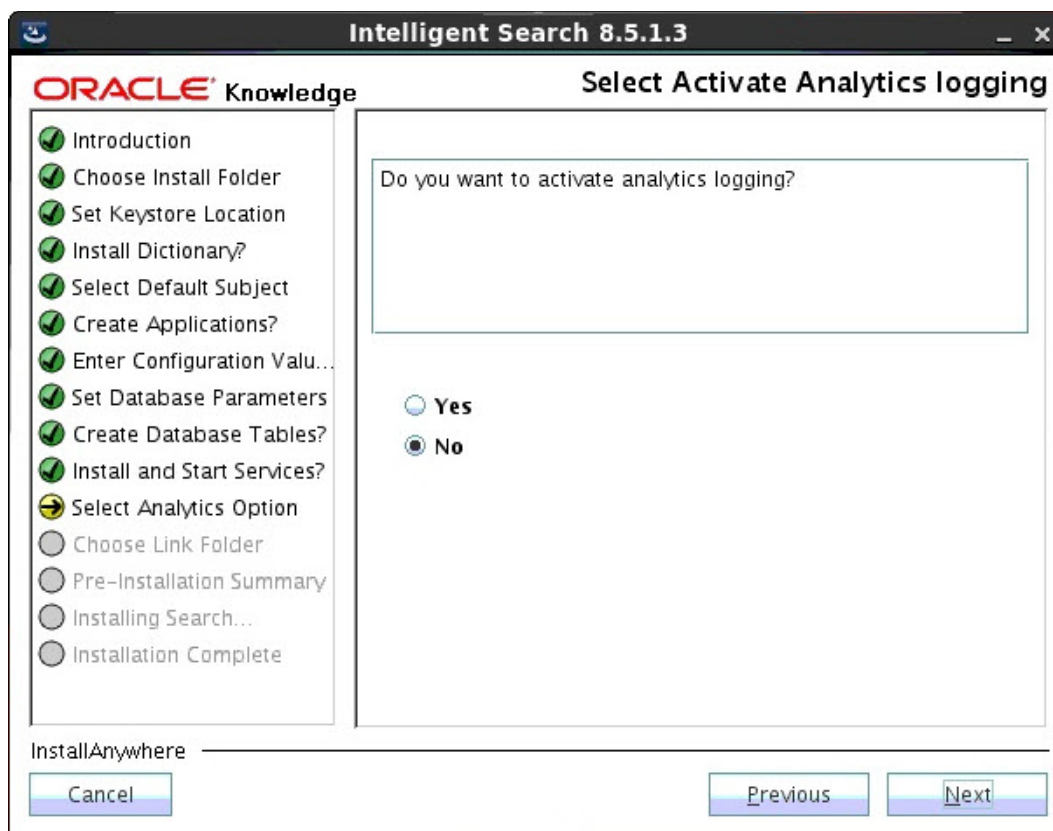 Intelligent Search 8.5.1.3
ORACLE Knowledge
Select Activate Analytics logging
Introduction
Choose Install Folder
Set Keystore Location
Install Dictionary?
Select Default Subject
Create Applications?
Enter Configuration Valu...
Set Database Parameters
Create Database Tables?
Install and Start Services?
Select Analytics Option
Choose Link Folder
Pre-Installation Summary
Installing Search...
Installation Complete
Do you want to activate analytics logging?
Yes
No
InstallAnywhere
Cancel
Previous
Next